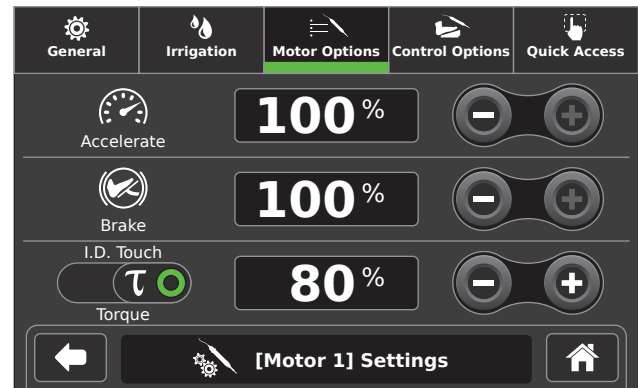 General Irrigation Motor Options Control Options Quick Access
Accelerate 100%
Brake 100%
I.D. Touch
τ 80%
Torque
[Motor 1] Settings